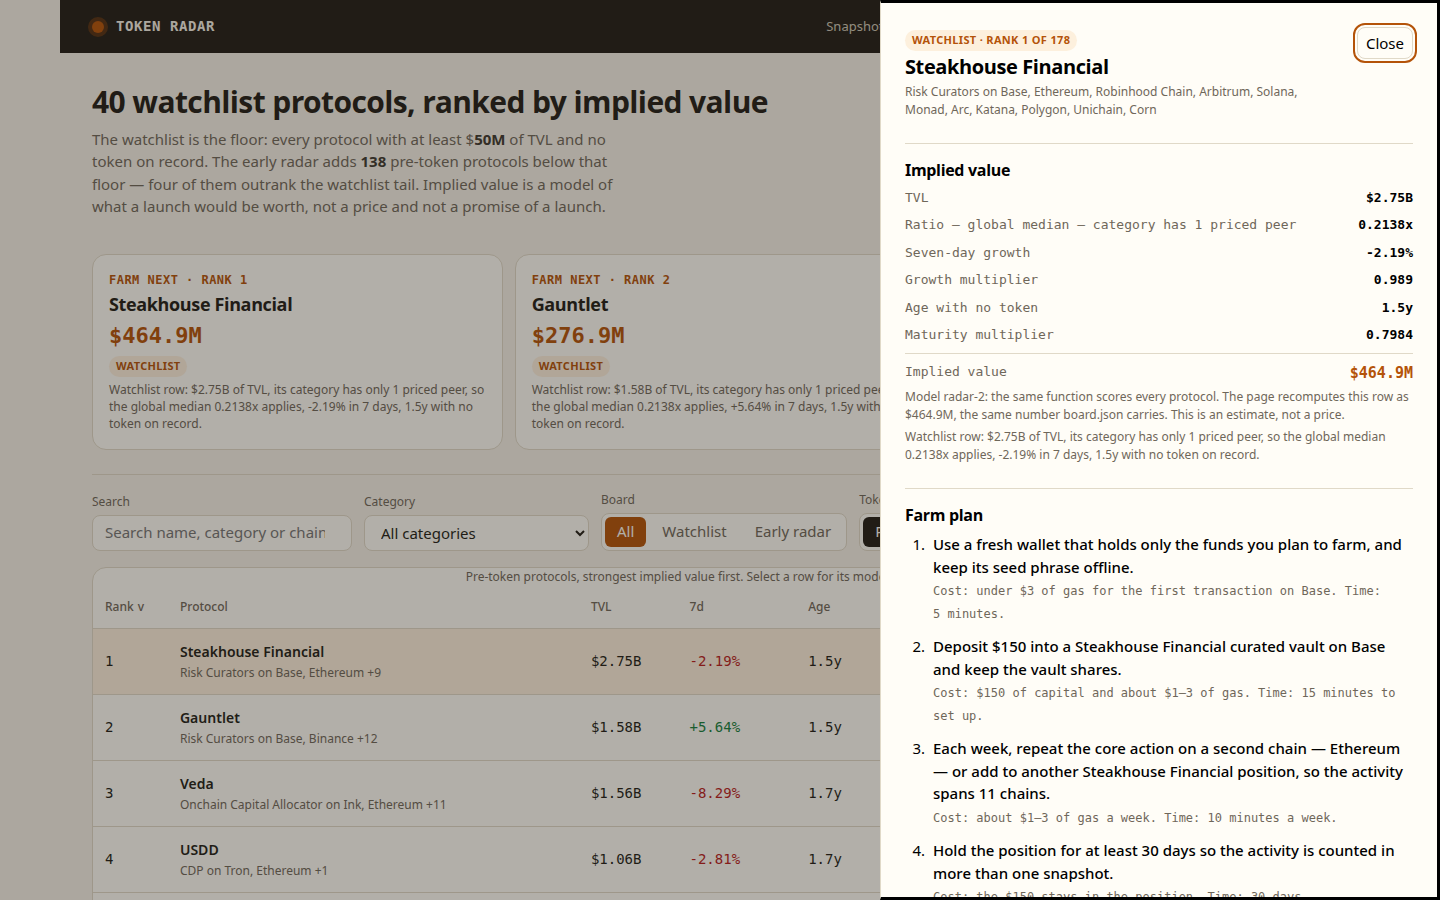 TOKEN RADAR
Snapshot
40 watchlist protocols, ranked by implied value
The watchlist is the floor: every protocol with at least $50M of TVL and no
token on record. The early radar adds 138 pre-token protocols below that
floor — four of them outrank the watchlist tail. Implied value is a model of
what a launch would be worth, not a price and not a promise of a launch.
FARM NEXT · RANK 1
Steakhouse Financial
$464.9M
WATCHLIST
Watchlist row: $2.75B of TVL, its category has only 1 priced peer, so
the global median 0.2138x applies, -2.19% in 7 days, 1.5y with no
token on record.
FARM NEXT · RANK 2
Gauntlet
$276.9M
WATCHLIST
Watchlist row: $1.58B of TVL, its category has only 1 priced pee
the global median 0.2138x applies, +5.64% in 7 days, 1.5y with
token on record.
Search
Search name, category or chain
Category
All categories
Board
All
Watchlist
Early radar
Tok
Pre-token protocols, strongest implied value first. Select a row for its mod
Rank v
Protocol
TVL
7d
Age
1
Steakhouse Financial
Risk Curators on Base, Ethereum +9
$2.75B
-2.19%
1.5y
2
Gauntlet
Risk Curators on Base, Binance +12
$1.58B
+5.64%
1.5y
3
Veda
Onchain Capital Allocator on Ink, Ethereum +11
$1.56B
-8.29%
1.7y
4
USDD
CDP on Tron, Ethereum +1
$1.06B
-2.81%
1.7y
WATCHLIST · RANK 1 OF 178
Close
Steakhouse Financial
Risk Curators on Base, Ethereum, Robinhood Chain, Arbitrum, Solana,
Monad, Arc, Katana, Polygon, Unichain, Corn
Implied value
TVL
$2.75B
Ratio — global median — category has 1 priced peer
0.2138x
Seven-day growth
-2.19%
Growth multiplier
0.989
Age with no token
1.5y
Maturity multiplier
0.7984
Implied value
$464.9M
Model radar-2: the same function scores every protocol. The page recomputes this row as
$464.9M, the same number board.json carries. This is an estimate, not a price.
Watchlist row: $2.75B of TVL, its category has only 1 priced peer, so the global median
0.2138x applies, -2.19% in 7 days, 1.5y with no token on record.
Farm plan
1. Use a fresh wallet that holds only the funds you plan to farm, and
keep its seed phrase offline.
Cost: under $3 of gas for the first transaction on Base. Time:
5 minutes.
2. Deposit $150 into a Steakhouse Financial curated vault on Base
and keep the vault shares.
Cost: $150 of capital and about $1–3 of gas. Time: 15 minutes to
set up.
3. Each week, repeat the core action on a second chain — Ethereum
— or add to another Steakhouse Financial position, so the activity
spans 11 chains.
Cost: about $1–3 of gas a week. Time: 10 minutes a week.
4. Hold the position for at least 30 days so the activity is counted in
more than one snapshot.
Cost: the $150 stays in the position. Time: 30 days.